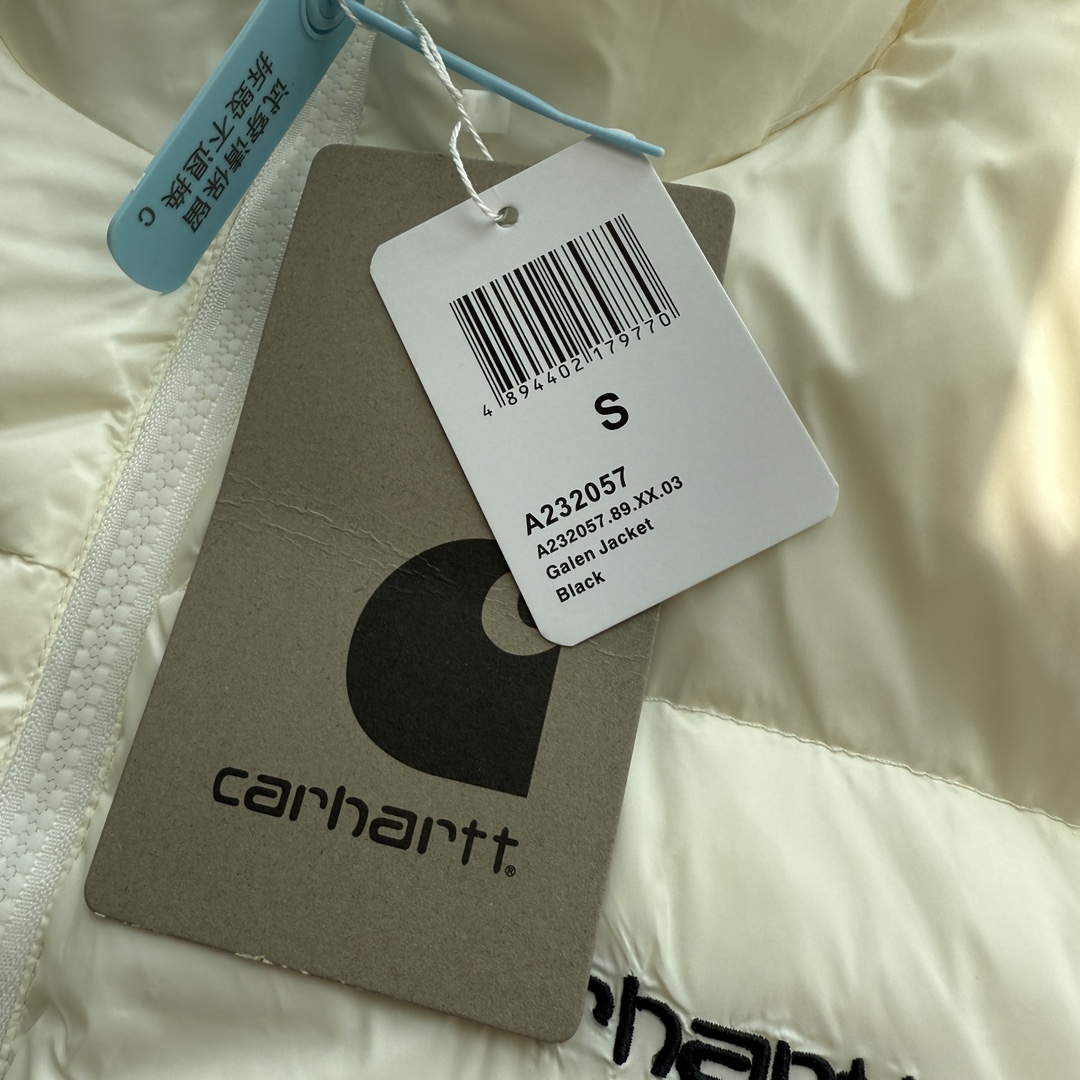 试穿请保留
拆毁不退换 C
4 894402 179770
S
A232057
A232057.89.XX.03
Galen Jacket
Black
carhartt®